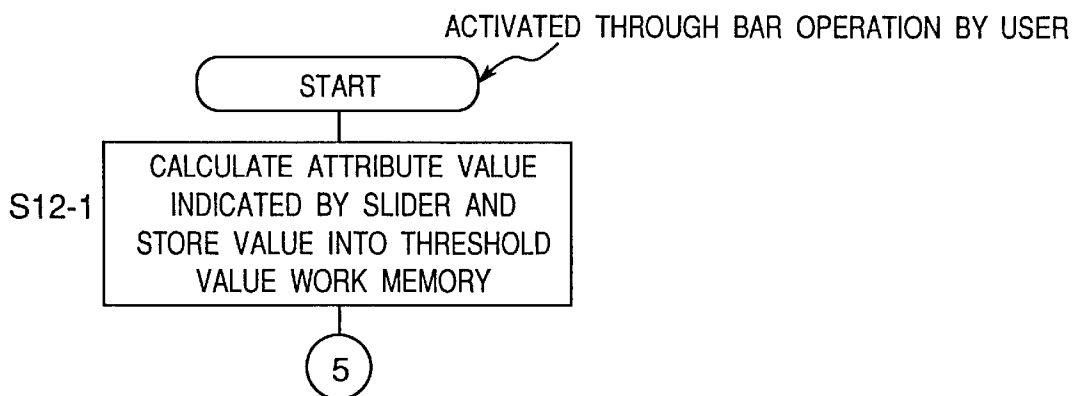 ACTIVATED THROUGH BAR OPERATION BY USER
START
S12-1
CALCULATE ATTRIBUTE VALUE
INDICATED BY SLIDER AND
STORE VALUE INTO THRESHOLD
VALUE WORK MEMORY
5